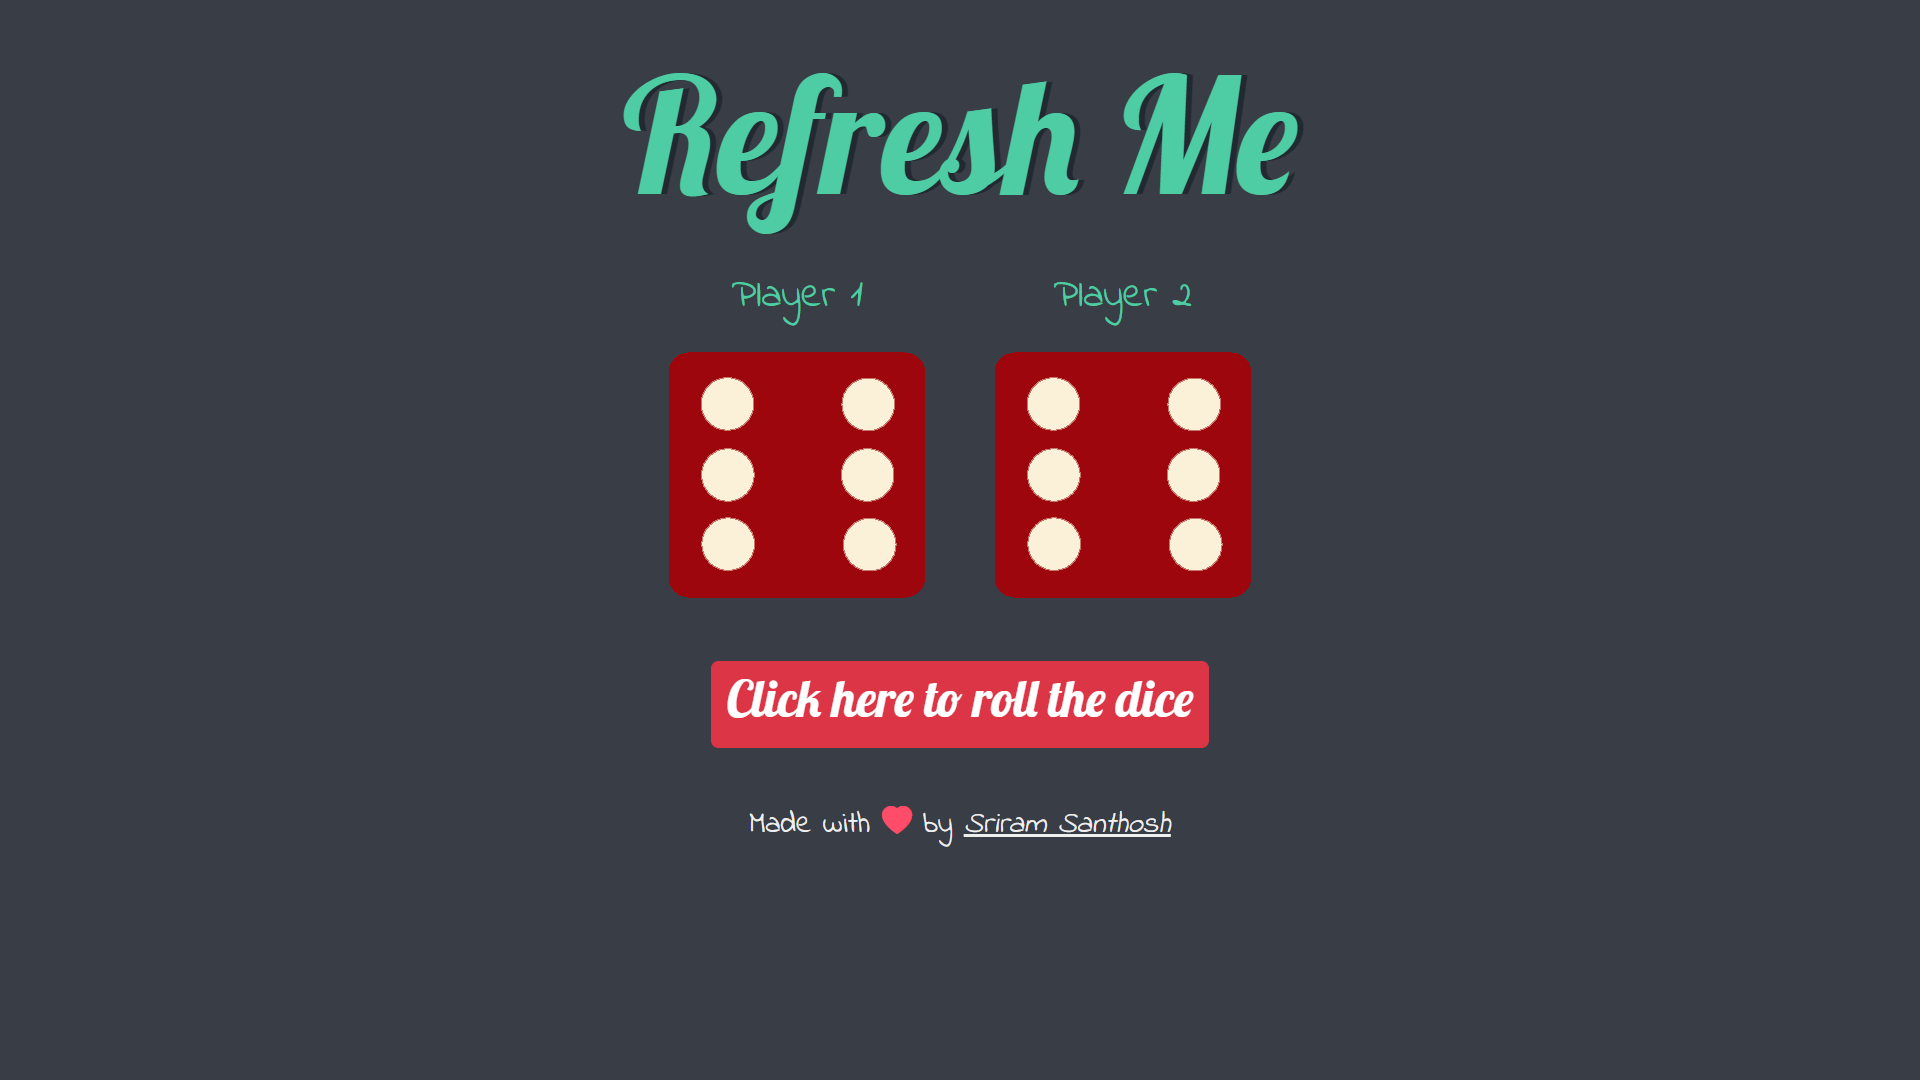 Refresh Me
Player 1
Player 2
Click here to roll the dice
Made with ❤ by Sriram Santhosh